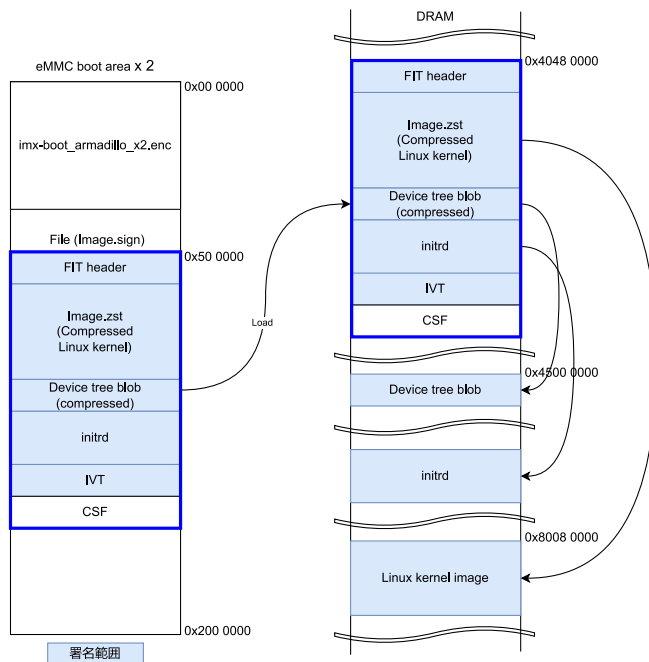 eMMC boot area x 2
0x00 0000
imx-boot_armadillo_x2.enc
File (Image.sign)
0x50 0000
FIT header
Image.zst
(Compressed
Linux kernel)
Device tree blob
(compressed)
initrd
IVT
CSF
0x200 0000
署名範囲
Load
DRAM
0x4048 0000
FIT header
Image.zst
(Compressed
Linux kernel)
Device tree blob
(compressed)
initrd
IVT
CSF
0x4500 0000
Device tree blob
initrd
0x8008 0000
Linux kernel image